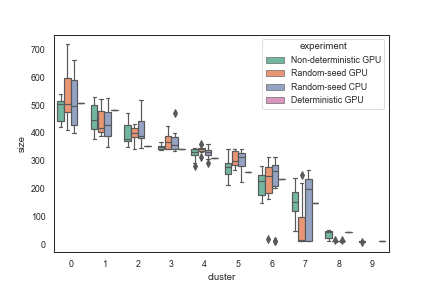 experiment
Non-deterministic GPU
Random-seed GPU
Random-seed CPU
Deterministic GPU
700
600
500
400
300
200
100
0
size
0 1 2 3 4 5 6 7 8 9
cluster